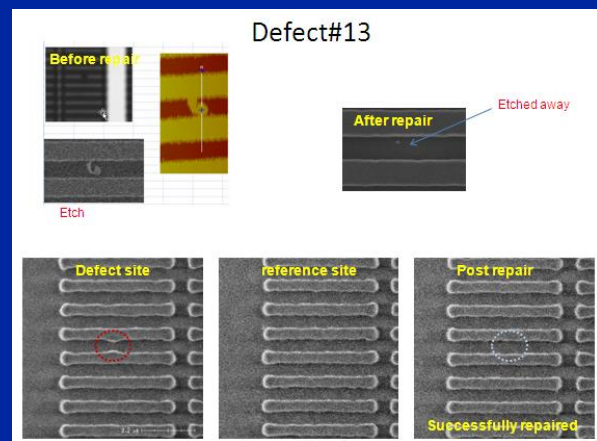 Defect#13
Before repair
After repair
Etched away
Etch
Defect site
reference site
Post repair
Successfully repaired